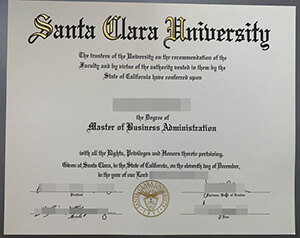 Santa Clara University
The trustees of the University on the recommendation of the
Faculty and by virtue of the authority vested in them by the
State of California have conferred upon
the Degree of
Master of Business Administration
with all the Rights, Privileges and Honors thereto pertaining.
Given at Santa Clara, in the State of California, on the eleventh day of December,
in the year of our Lord
President